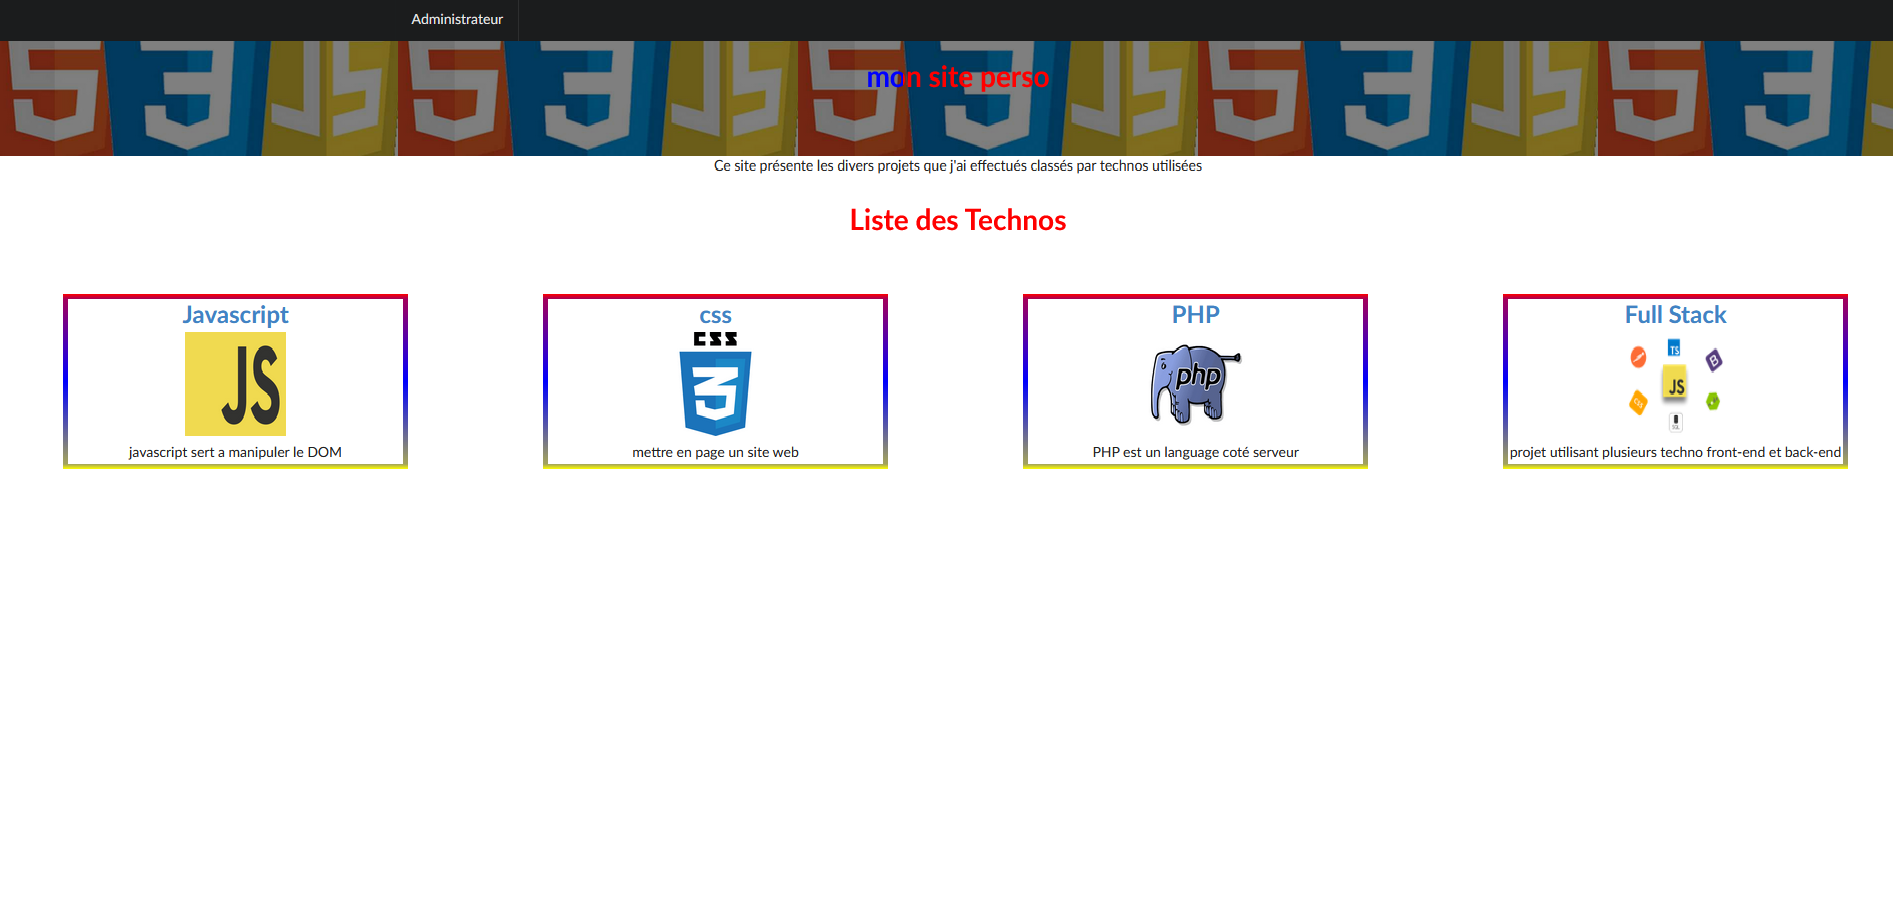 Administrateur
mon site perso
Ce site présente les divers projets que j'ai effectués classés par technos utilisées
Liste des Technos
Javascript
JS
javascript sert a manipuler le DOM
css
CSS
3
mettre en page un site web
PHP
php
PHP est un language coté serveur
Full Stack
TS
B
JS
CSS
SQL
projet utilisant plusieurs techno front-end et back-end